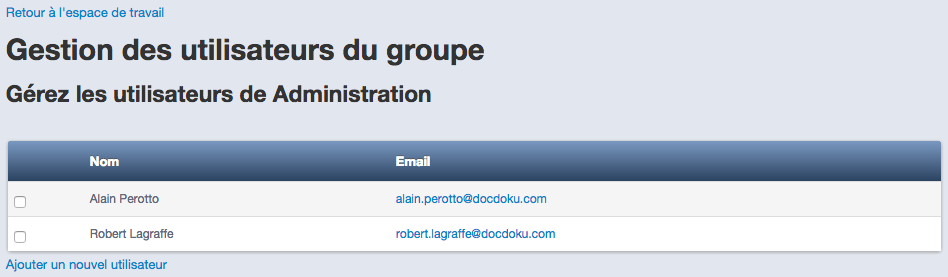 Retour à l'espace de travail
Gestion des utilisateurs du groupe
Gérez les utilisateurs de Administration
Nom Email
Alain Perotto alain.perotto@docdoku.com
Robert Lagraffe robert.lagraffe@docdoku.com
Ajouter un nouvel utilisateur